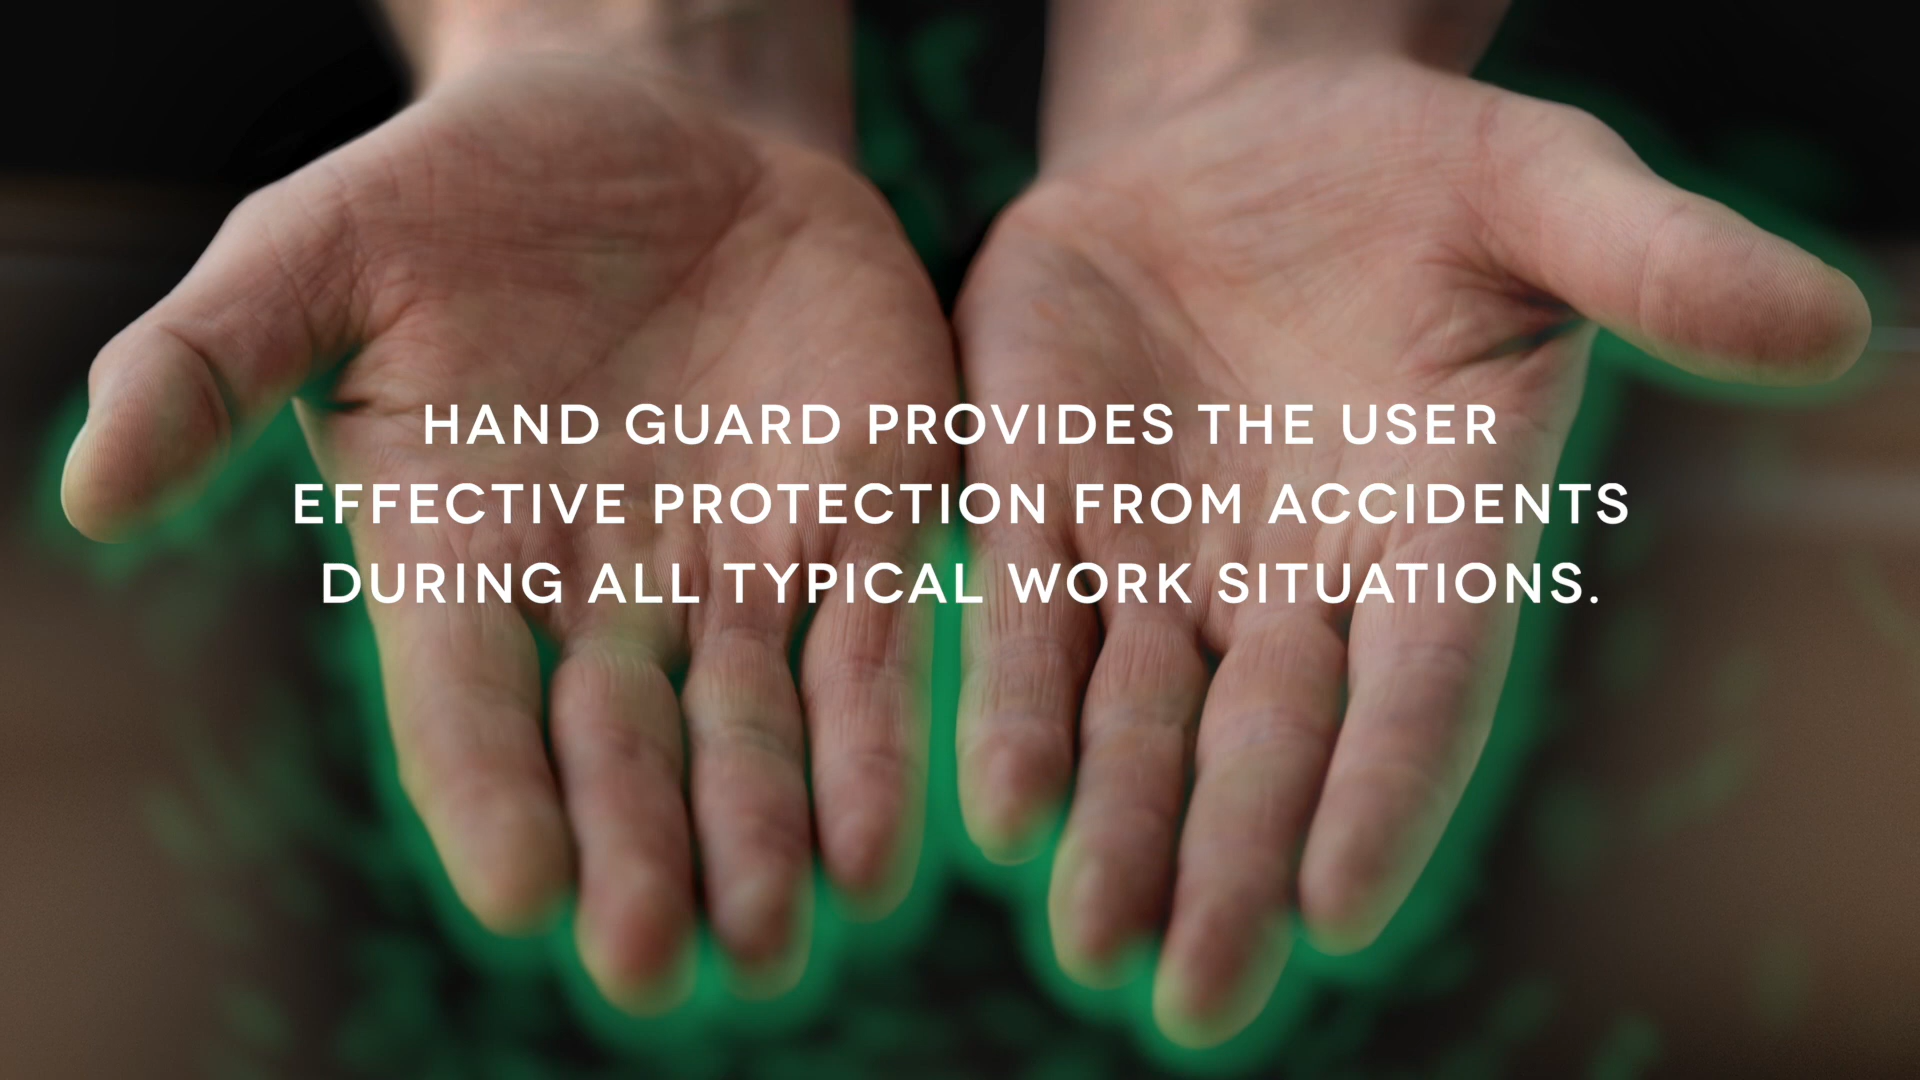 HAND GUARD PROVIDES THE USER
EFFECTIVE PROTECTION FROM ACCIDENTS
DURING ALL TYPICAL WORK SITUATIONS.